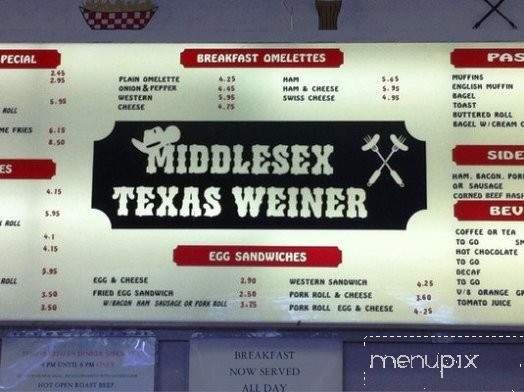 PECIAL
2.45
2.95
ROLL 5.95
ME FRIES 6.15
8.50
ES
4.15
5.95
ROLL
4.1
4.15
5.95
ROLL 3.50
3.50
BREAKFAST OMELETTES
PLAIN OMELETTE 4.25
ONION & PEPPER 4.45
WESTERN 5.95
CHEESE 4.75
HAM 5.65
HAM & CHEESE 5.95
SWISS CHEESE 4.95
MIDDLESEX
TEXAS WEINER
EGG SANDWICHES
EGG & CHEESE 2.90
FRIED EGG SANDWICH 2.50
W/BACON HAM SAUSAGE OR PORK ROLL 3.75
WESTERN SANDWICH 4.25
PORK ROLL & CHEESE 3.60
PORK ROLL EGG & CHEESE 4.25
PAS
MUFFINS
ENGLISH MUFFIN
BAGEL
TOAST
BUTTERED ROLL
BAGEL W/CREAM C
SIDE
HAM, BACON, POR
OR SAUSAGE
CORNED BEEF HASH
BEV
COFFEE OR TEA
TO GO SM
HOT CHOCOLATE
TO GO
DECAF
TO GO
V/8 ORANGE GR
TOMATO JUICE
4 PM UNTIL 8 PM
HOT OPEN ROAST BEEF
BREAKFAST
NOW SERVED
ALL DAY
menupix